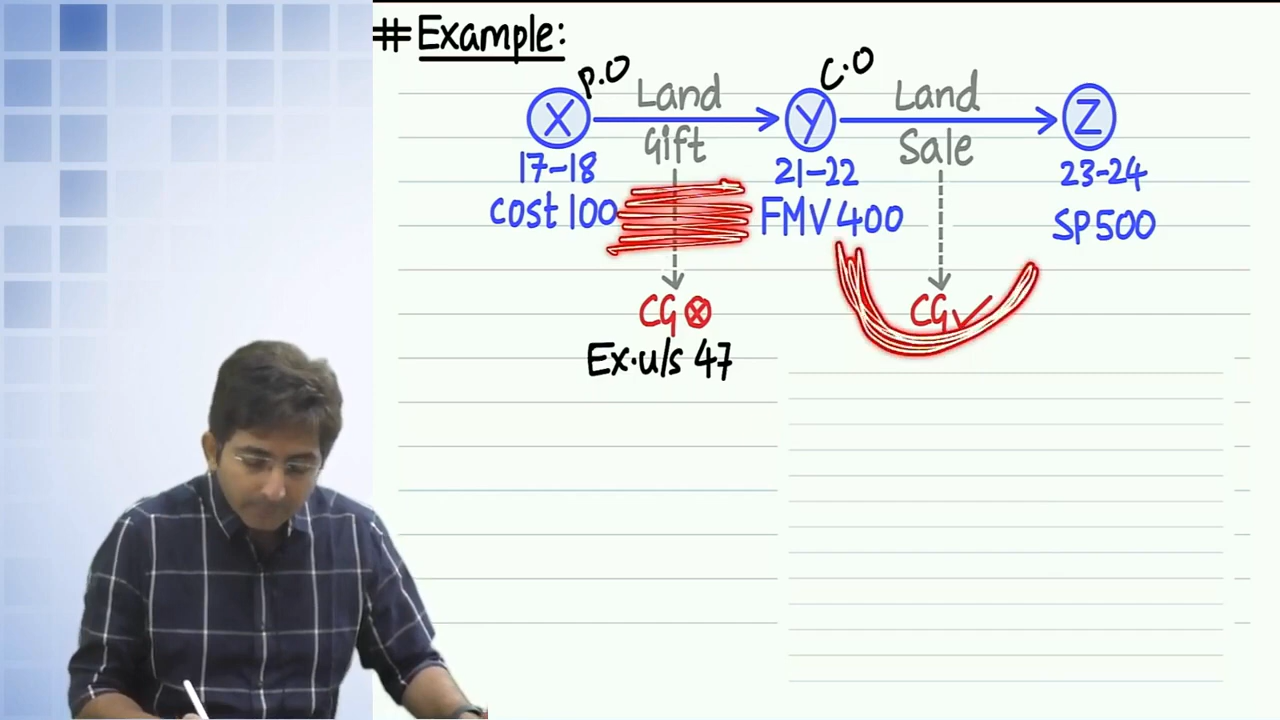 # Example:
P.O
C.O
X Land Y Land Z
Gift Sale
17-18 21-22 23-24
Cost 100 FMV 400 SP 500
CG ⊗ CG ✓
Ex. u/s 47